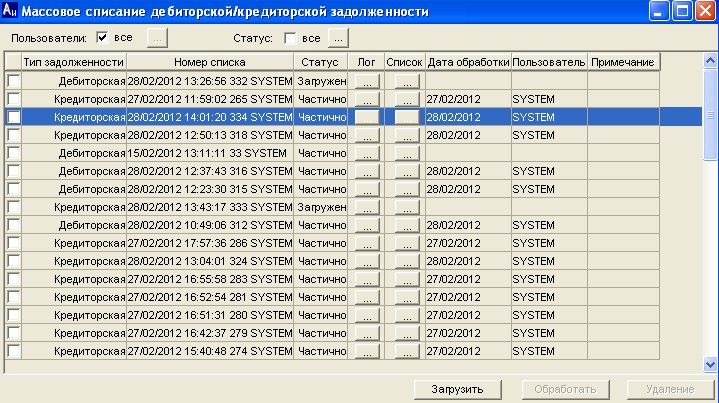 Ан Массовое списание дебиторской/кредиторской задолженности
Пользователи: все ... Статус: все ...
Тип задолженности Номер списка Статус Лог Список Дата обработки Пользователь Примечание
Дебиторская 28/02/2012 13:26:56 332 SYSTEM Загружен ... ...
Кредиторская 27/02/2012 11:59:02 265 SYSTEM Частично ... ... 27/02/2012 SYSTEM
Кредиторская 28/02/2012 14:01:20 334 SYSTEM Частично ... ... 28/02/2012 SYSTEM
Кредиторская 28/02/2012 12:50:13 318 SYSTEM Частично ... ... 28/02/2012 SYSTEM
Дебиторская 15/02/2012 13:11:11 33 SYSTEM Частично ... ...
Дебиторская 28/02/2012 12:37:43 316 SYSTEM Частично ... ... 28/02/2012 SYSTEM
Дебиторская 28/02/2012 12:23:30 315 SYSTEM Частично ... ... 28/02/2012 SYSTEM
Кредиторская 28/02/2012 13:43:17 333 SYSTEM Загружен ... ...
Дебиторская 28/02/2012 10:49:06 312 SYSTEM Частично ... ... 28/02/2012 SYSTEM
Кредиторская 27/02/2012 17:57:36 286 SYSTEM Частично ... ... 27/02/2012 SYSTEM
Кредиторская 28/02/2012 13:04:01 324 SYSTEM Частично ... ... 28/02/2012 SYSTEM
Кредиторская 27/02/2012 16:55:58 283 SYSTEM Частично ... ... 27/02/2012 SYSTEM
Кредиторская 27/02/2012 16:52:54 281 SYSTEM Частично ... ... 27/02/2012 SYSTEM
Кредиторская 27/02/2012 16:51:31 280 SYSTEM Частично ... ... 27/02/2012 SYSTEM
Кредиторская 27/02/2012 16:42:37 279 SYSTEM Частично ... ... 27/02/2012 SYSTEM
Кредиторская 27/02/2012 15:40:48 274 SYSTEM Частично ... ... 27/02/2012 SYSTEM
Загрузить Обработать Удаление